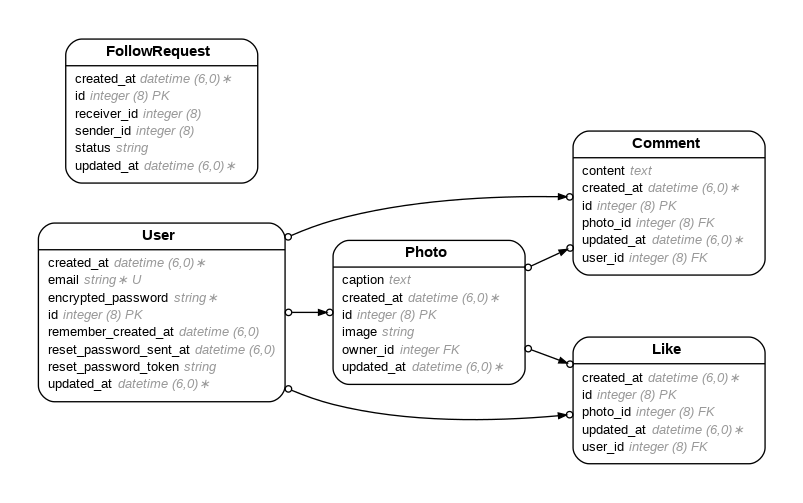 FollowRequest
created_at datetime (6,0)∗
id integer (8) PK
receiver_id integer (8)
sender_id integer (8)
status string
updated_at datetime (6,0)∗
User
created_at datetime (6,0)∗
email string∗ U
encrypted_password string∗
id integer (8) PK
remember_created_at datetime (6,0)
reset_password_sent_at datetime (6,0)
reset_password_token string
updated_at datetime (6,0)∗
Photo
caption text
created_at datetime (6,0)∗
id integer (8) PK
image string
owner_id integer FK
updated_at datetime (6,0)∗
Comment
content text
created_at datetime (6,0)∗
id integer (8) PK
photo_id integer (8) FK
updated_at datetime (6,0)∗
user_id integer (8) FK
Like
created_at datetime (6,0)∗
id integer (8) PK
photo_id integer (8) FK
updated_at datetime (6,0)∗
user_id integer (8) FK